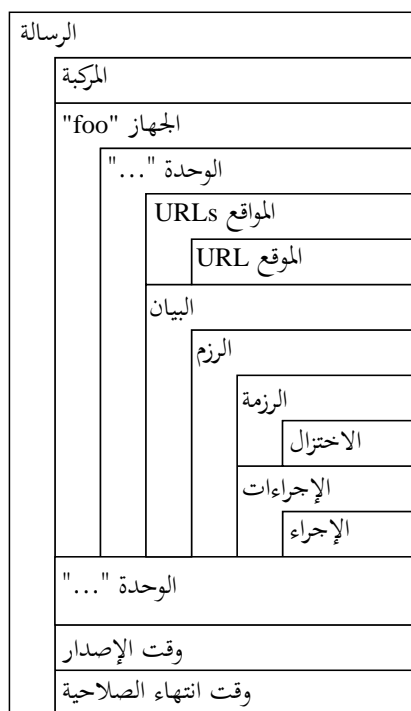 الرسالة
المركبة
الجهاز "foo"
الوحدة "..."
المواقع URLs
الموقع URL
البيان
الرزم
الرزمة
الاختزال
الإجراءات
الإجراء
الوحدة "..."
وقت الإصدار
وقت انتهاء الصلاحية